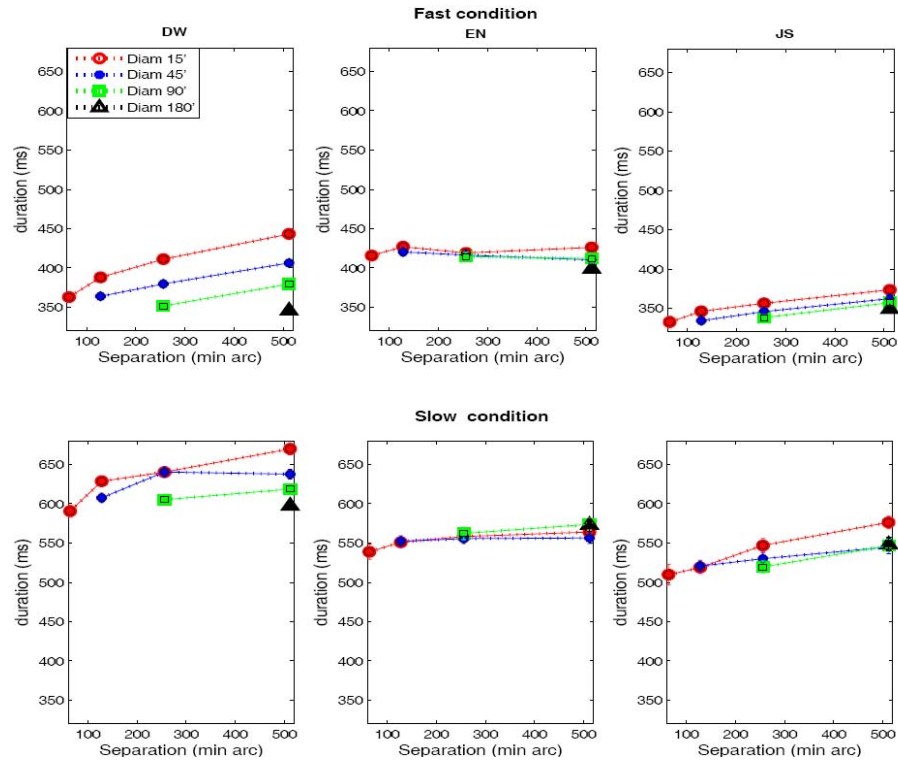 Fast condition
DW
EN
JS
Diam 15'
Diam 45'
Diam 90'
Diam 180'
duration (ms)
650
600
550
500
450
400
350
100 200 300 400 500
Separation (min arc)
duration (ms)
650
600
550
500
450
400
350
100 200 300 400 500
Separation (min arc)
duration (ms)
650
600
550
500
450
400
350
100 200 300 400 500
Separation (min arc)
Slow condition
duration (ms)
650
600
550
500
450
400
350
100 200 300 400 500
Separation (min arc)
duration (ms)
650
600
550
500
450
400
350
100 200 300 400 500
Separation (min arc)
duration (ms)
650
600
550
500
450
400
350
100 200 300 400 500
Separation (min arc)